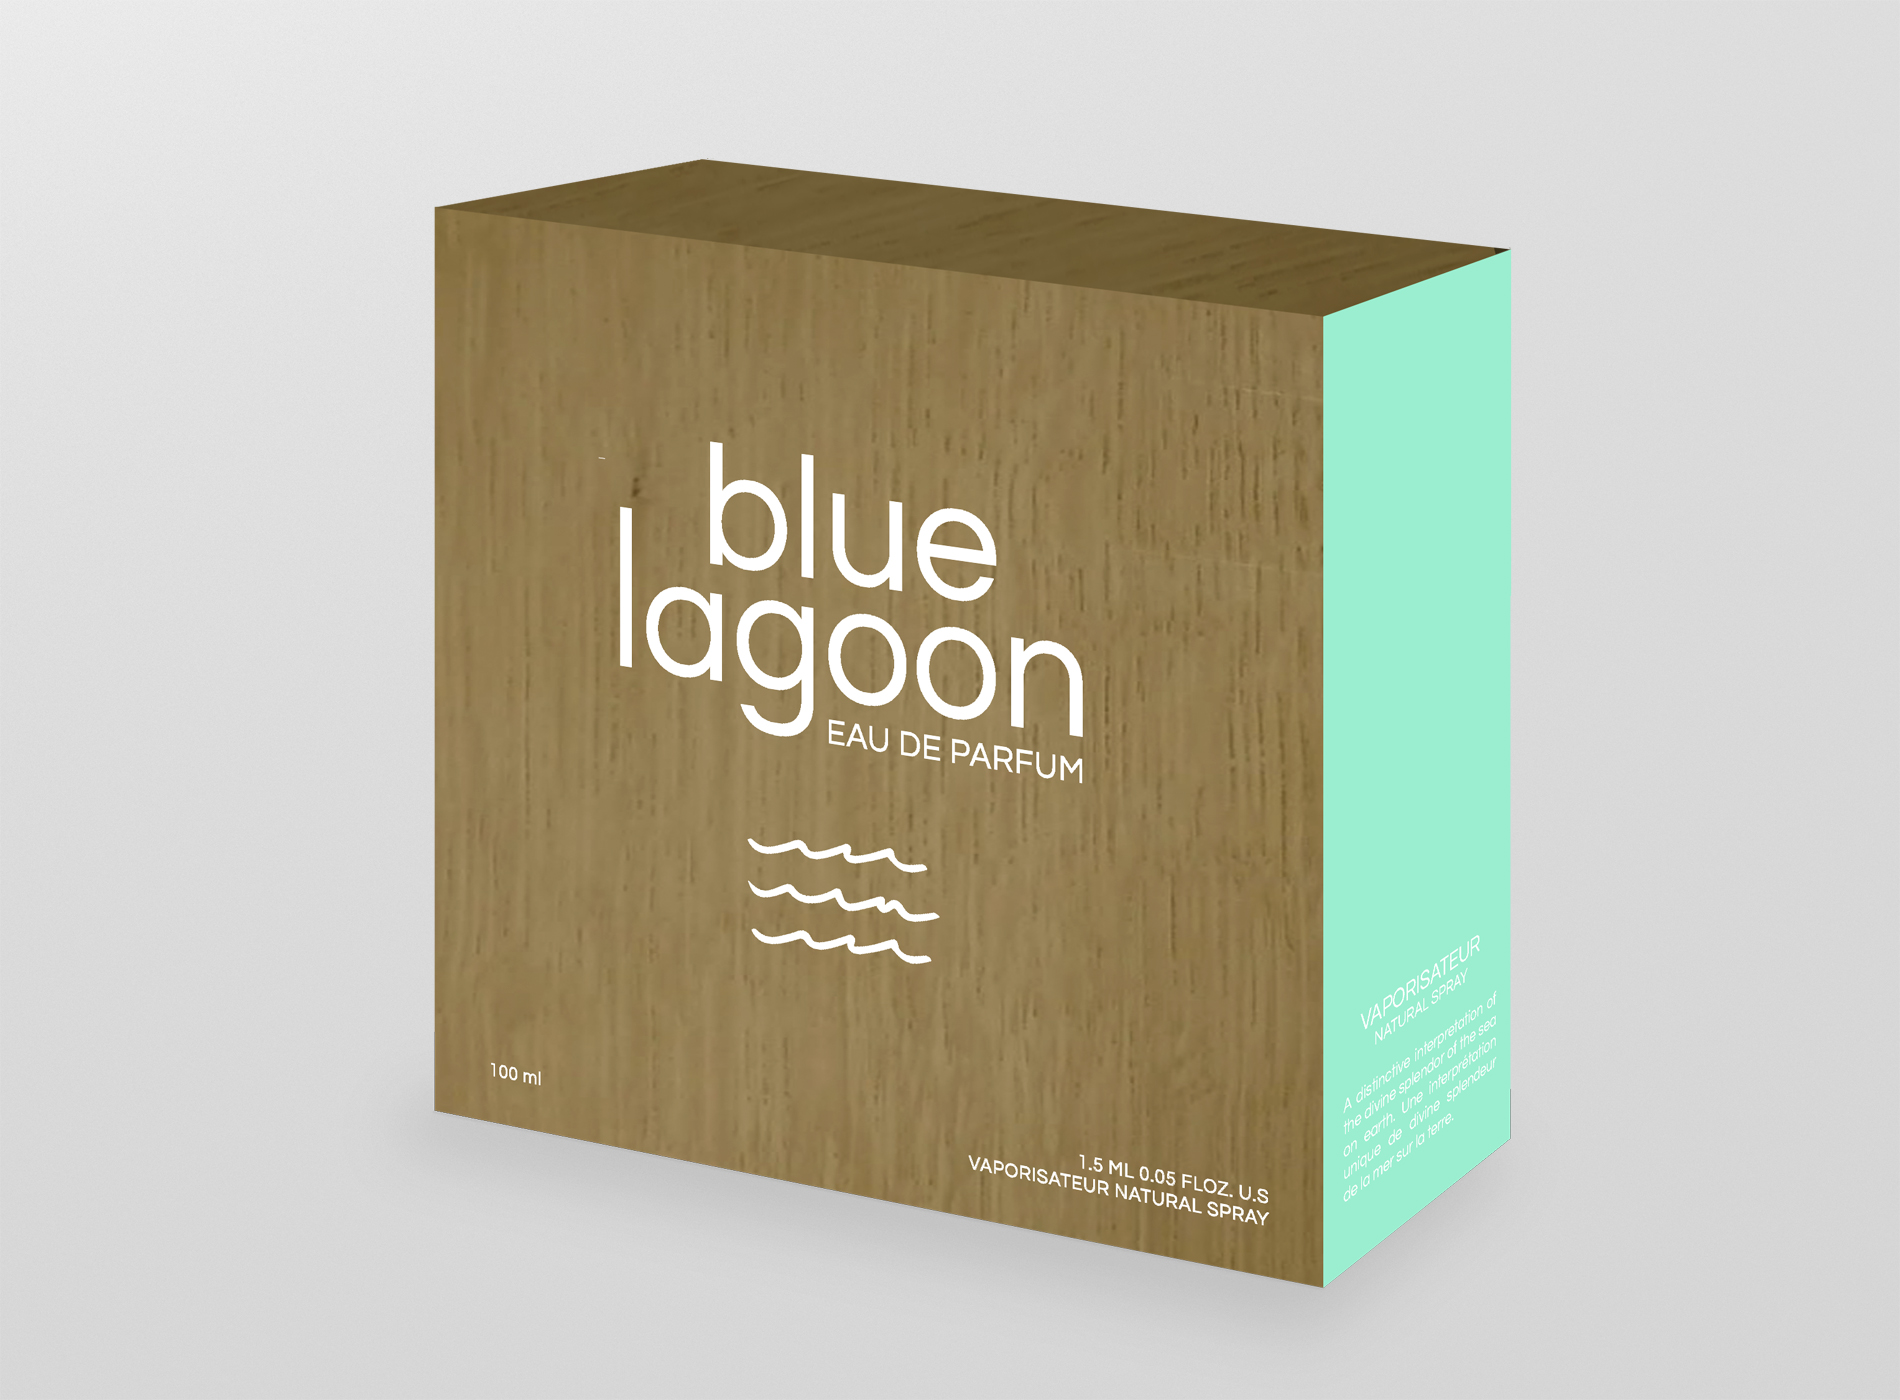 blue
lagoon
EAU DE PARFUM
100 ml
1.5 ML 0.05 FLOZ. U.S
VAPORISATEUR NATURAL SPRAY
VAPORISATEUR
NATURAL SPRAY
A distinctive interpretation of
the divine splendor of the sea
on earth. Une interprétation
unique de divine splendeur
de la mer sur la terre.